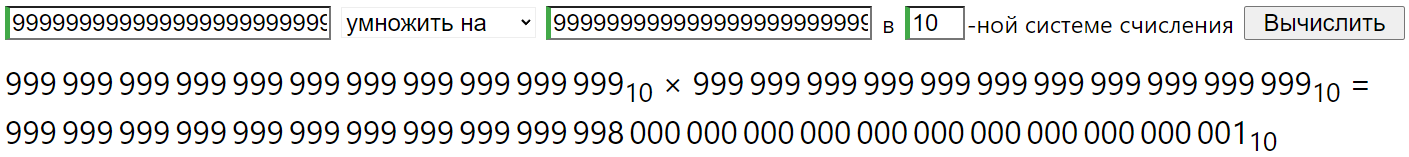 999999999999999999999999 умножить на 999999999999999999999999 в 10 -ной системе счисления Вычислить
999 999 999 999 999 999 999 999 999 999 999₁₀ × 999 999 999 999 999 999 999 999 999 999 999₁₀ =
999 999 999 999 999 999 999 999 999 999 998 000 000 000 000 000 000 000 000 000 000 001₁₀